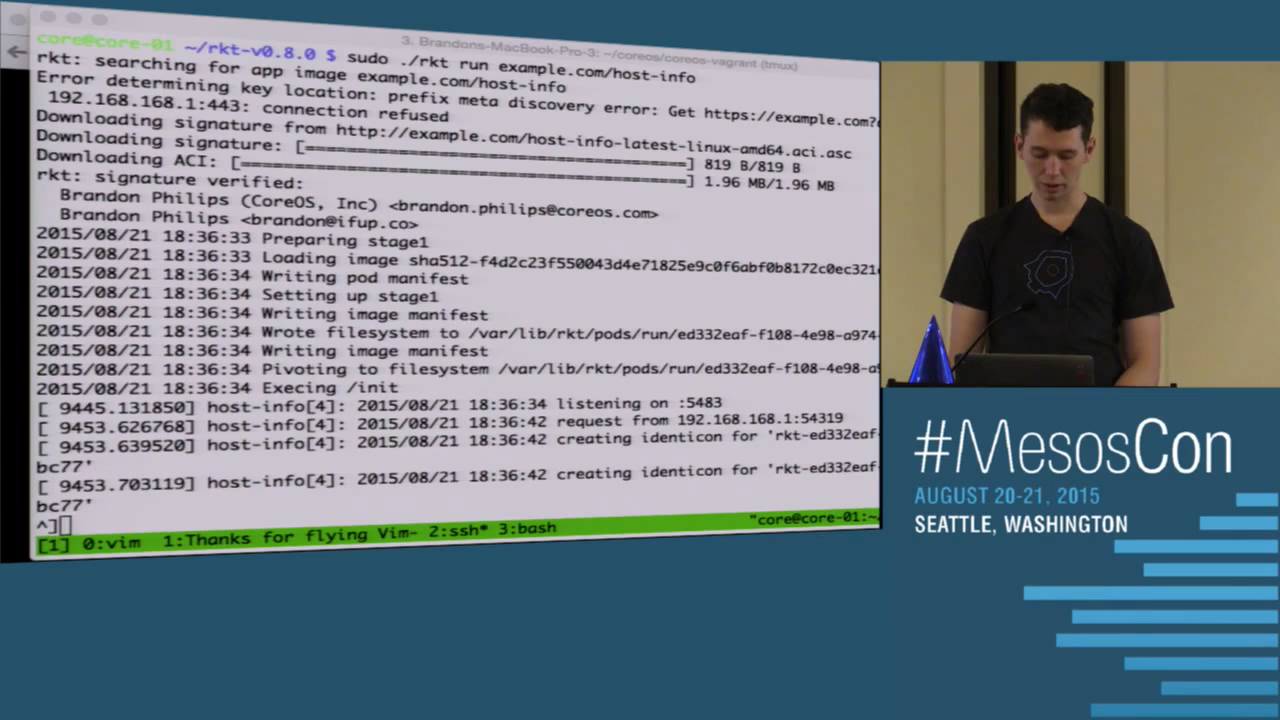 3. Brandons-MacBook-Pro-3: ~/coreos/coreos-vagrant (tmux)
core@core-01 ~/rkt-v0.8.0 $ sudo ./rkt run example.com/host-info
rkt: searching for app image example.com/host-info
Error determining key location: prefix meta discovery error: Get https://example.com?
192.168.168.1:443: connection refused
Downloading signature from http://example.com/host-info-latest-linux-amd64.aci.asc
Downloading signature: [=======================================] 819 B/819 B
Downloading ACI: [=============================================] 1.96 MB/1.96 MB
rkt: signature verified:
Brandon Philips (CoreOS, Inc) <brandon.philips@coreos.com>
Brandon Philips <brandon@ifup.co>
2015/08/21 18:36:33 Preparing stage1
2015/08/21 18:36:33 Loading image sha512-f4d2c23f550043d4e71825e9c0f6abf0b8172c0ec321
2015/08/21 18:36:34 Writing pod manifest
2015/08/21 18:36:34 Setting up stage1
2015/08/21 18:36:34 Writing image manifest
2015/08/21 18:36:34 Wrote filesystem to /var/lib/rkt/pods/run/ed332eaf-f108-4e98-a974-
2015/08/21 18:36:34 Writing image manifest
2015/08/21 18:36:34 Pivoting to filesystem /var/lib/rkt/pods/run/ed332eaf-f108-4e98-a9
2015/08/21 18:36:34 Execing /init
[ 9445.131850] host-info[4]: 2015/08/21 18:36:34 listening on :5483
[ 9453.626768] host-info[4]: 2015/08/21 18:36:42 request from 192.168.168.1:54319
[ 9453.639520] host-info[4]: 2015/08/21 18:36:42 creating identicon for 'rkt-ed332eaf-
bc77'
[ 9453.703119] host-info[4]: 2015/08/21 18:36:42 creating identicon for 'rkt-ed332eaf-
bc77'
^]
[1] 0:vim 1:Thanks for flying Vim- 2:ssh* 3:bash "core@core-01:~
#MesosCon
AUGUST 20-21, 2015
SEATTLE, WASHINGTON